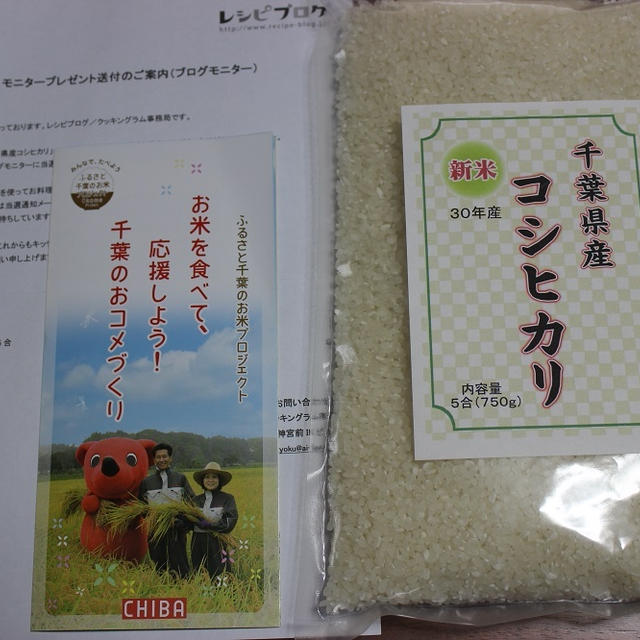 レシピブログ
http://www.recipe-blog.jp
モニタープレゼント送付のご案内(ブログモニター)
っております。レシピブログ/クッキングラム事務局です。
県産コシヒカリ
グモニターに当選
を使ってお料理
は当選通知メー
待ちしています
これからもキッ
い申し上げま
お問い合
ッキングラム
神宮前
みんなで、たべよう
ふるさと
千葉のお米
ふるさと千葉のお米プロジェクト
お米を食べて、
応援しよう!
千葉のおコメづくり
CHIBA
千葉県産
コシヒカリ
新米
30年産
内容量
5合(750g)